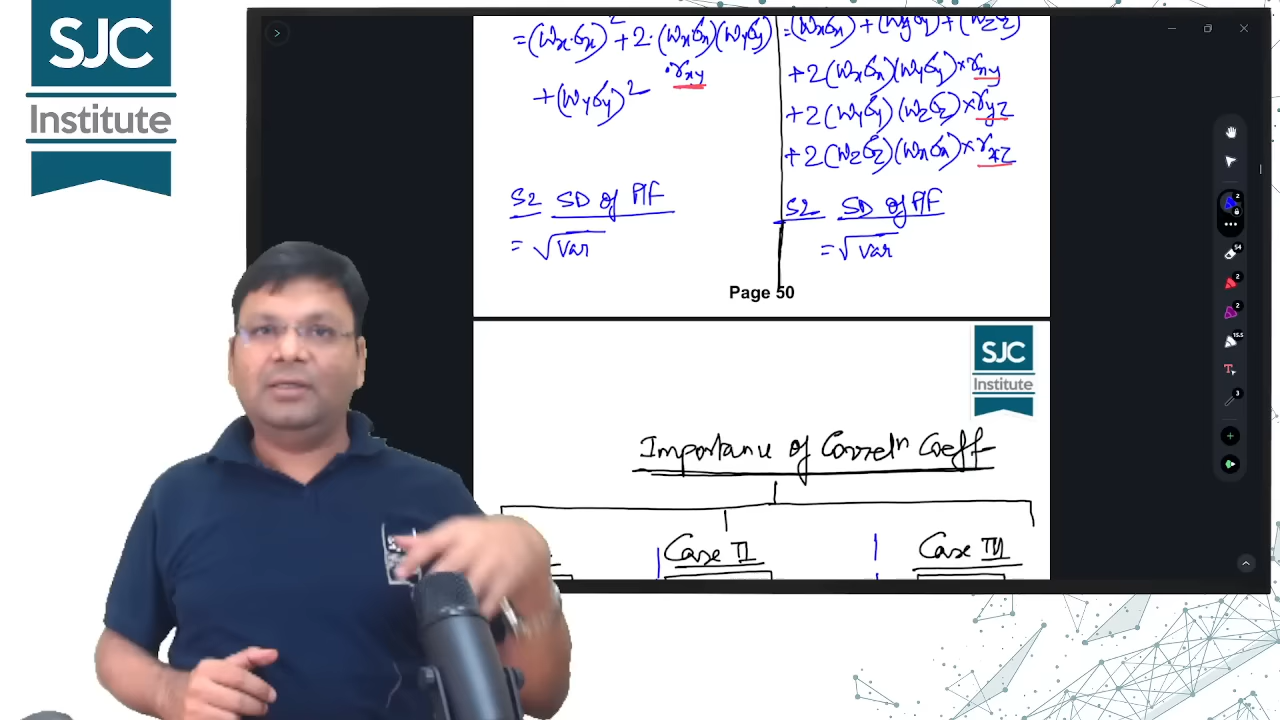 SJC
Institute
= (wx.σx)² + 2.(wxσx)(wyσy)
.rxy
+ (wyσy)²
S2 SD of P/F
= √Var
= (wxσx)² + (wyσy)² + (wzσz)²
+ 2(wxσx)(wyσy) × rxy
+ 2(wyσy)(wzσz) × ryz
+ 2(wzσz)(wxσx) × rxz
S2 SD of P/F
= √Var
Page 50
SJC
Institute
Importance of Correlⁿ Coeff
Case II
Case III